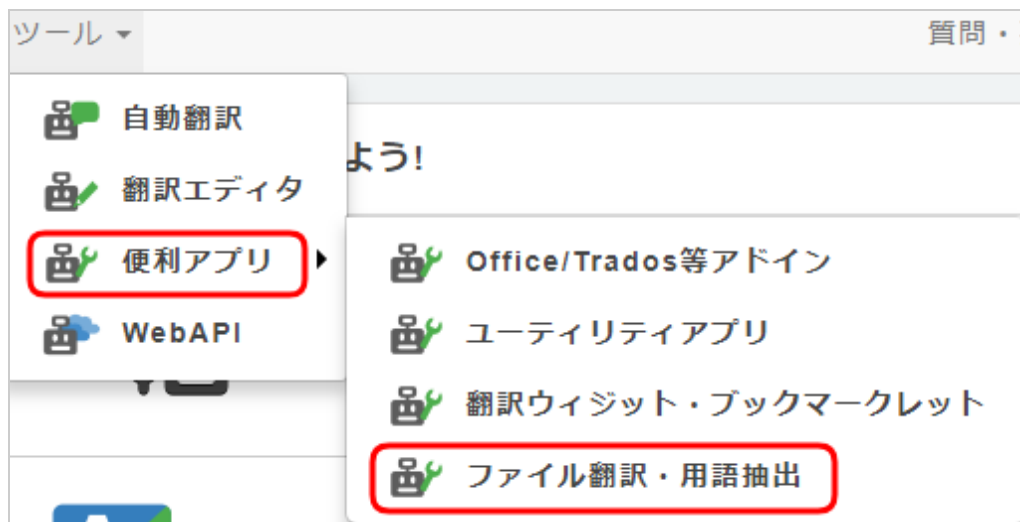 ツール
質問・
自動翻訳
よう!
翻訳エディタ
便利アプリ
Office/Trados等アドイン
ユーティリティアプリ
WebAPI
翻訳ウィジット・ブックマークレット
ファイル翻訳・用語抽出